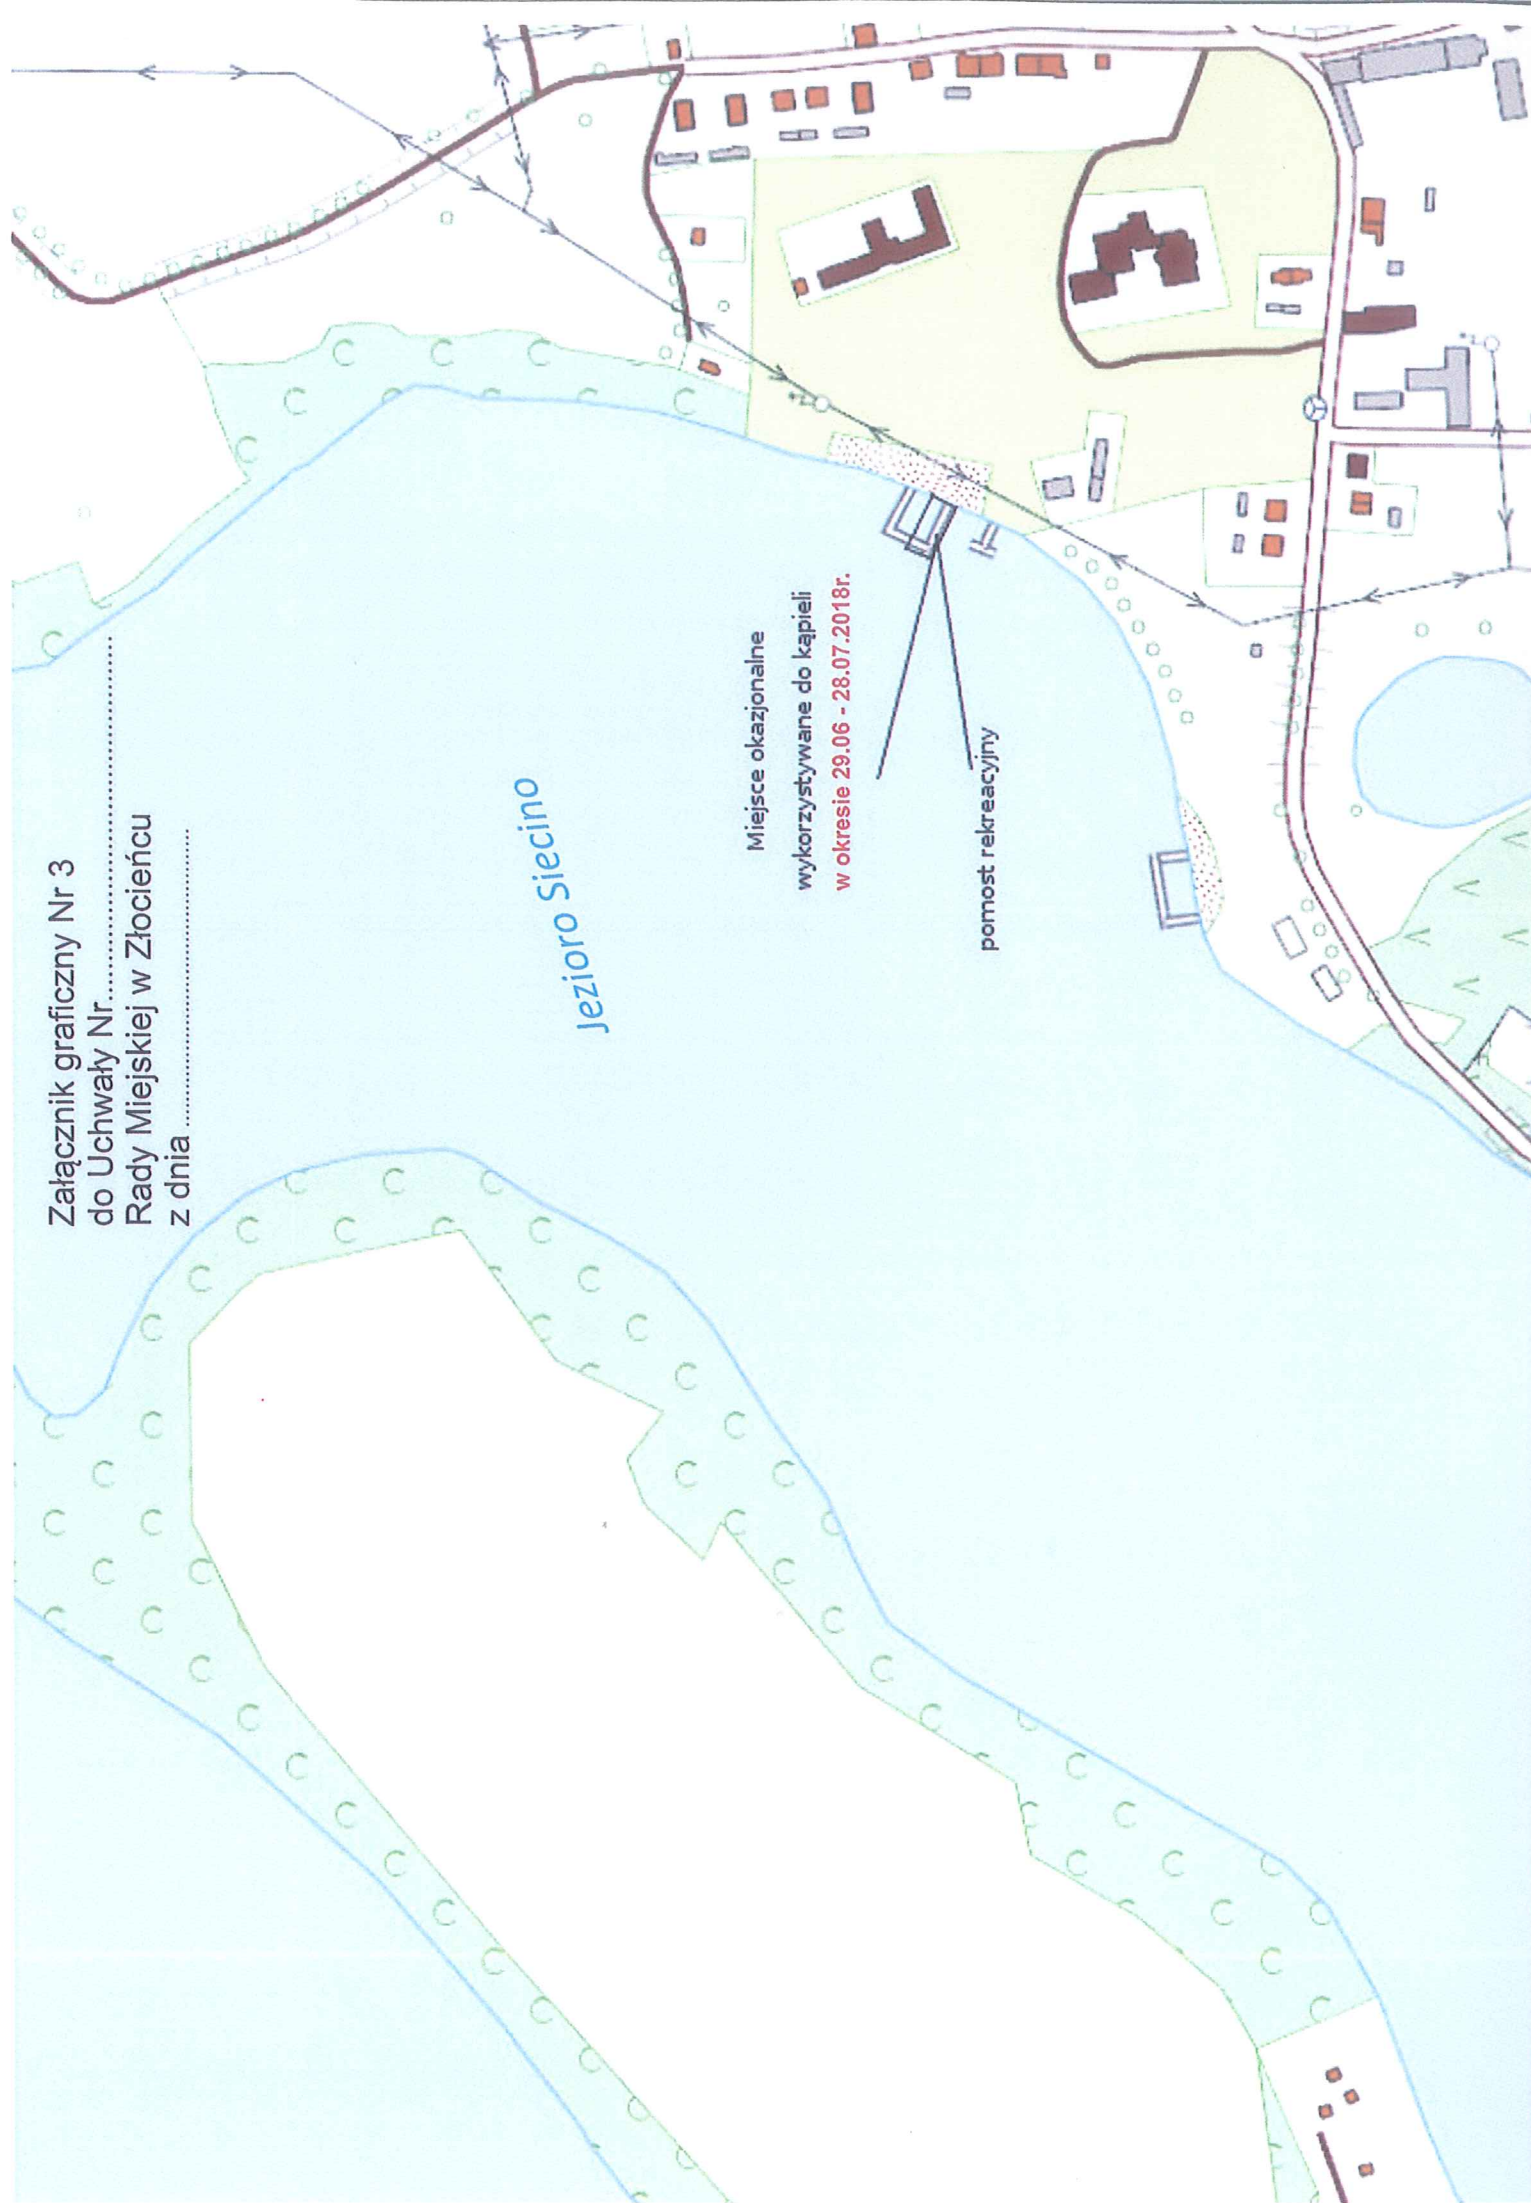 Załącznik graficzny Nr 3
do Uchwały Nr................................................
Rady Miejskiej w Złocieńcu
z dnia ........................................
Jezioro Siecino
Miejsce okazjonalne
wykorzystywane do kąpieli
w okresie 29.06 - 28.07.2018r.
pomost rekreacyjny